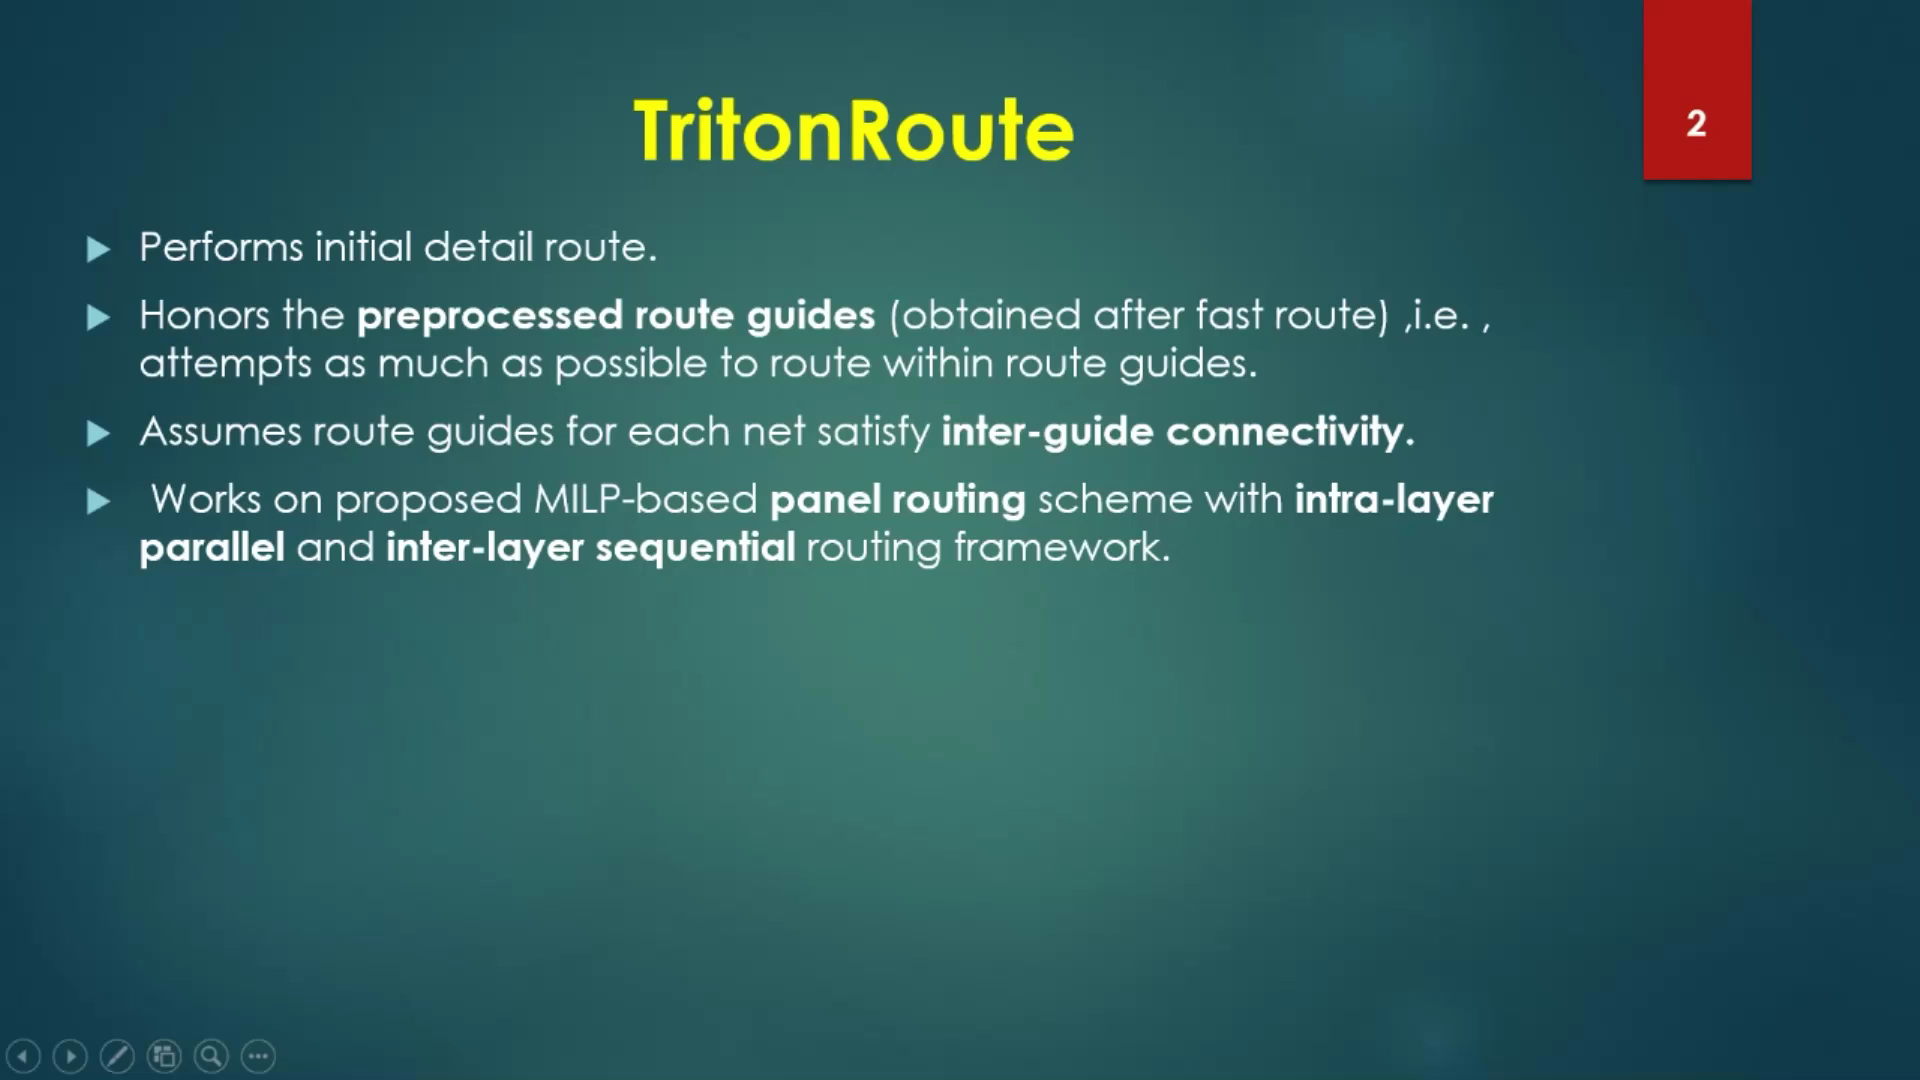 TritonRoute
2
Performs initial detail route.
Honors the preprocessed route guides (obtained after fast route) ,i.e. ,
attempts as much as possible to route within route guides.
Assumes route guides for each net satisfy inter-guide connectivity.
Works on proposed MILP-based panel routing scheme with intra-layer
parallel and inter-layer sequential routing framework.